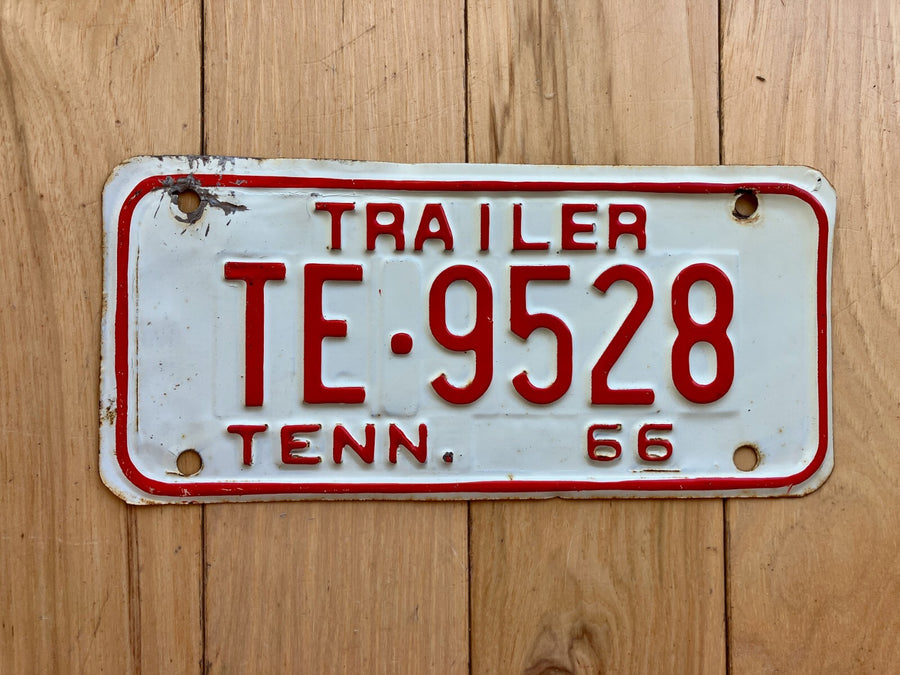 TRAILER
TE·9528
TENN. 66